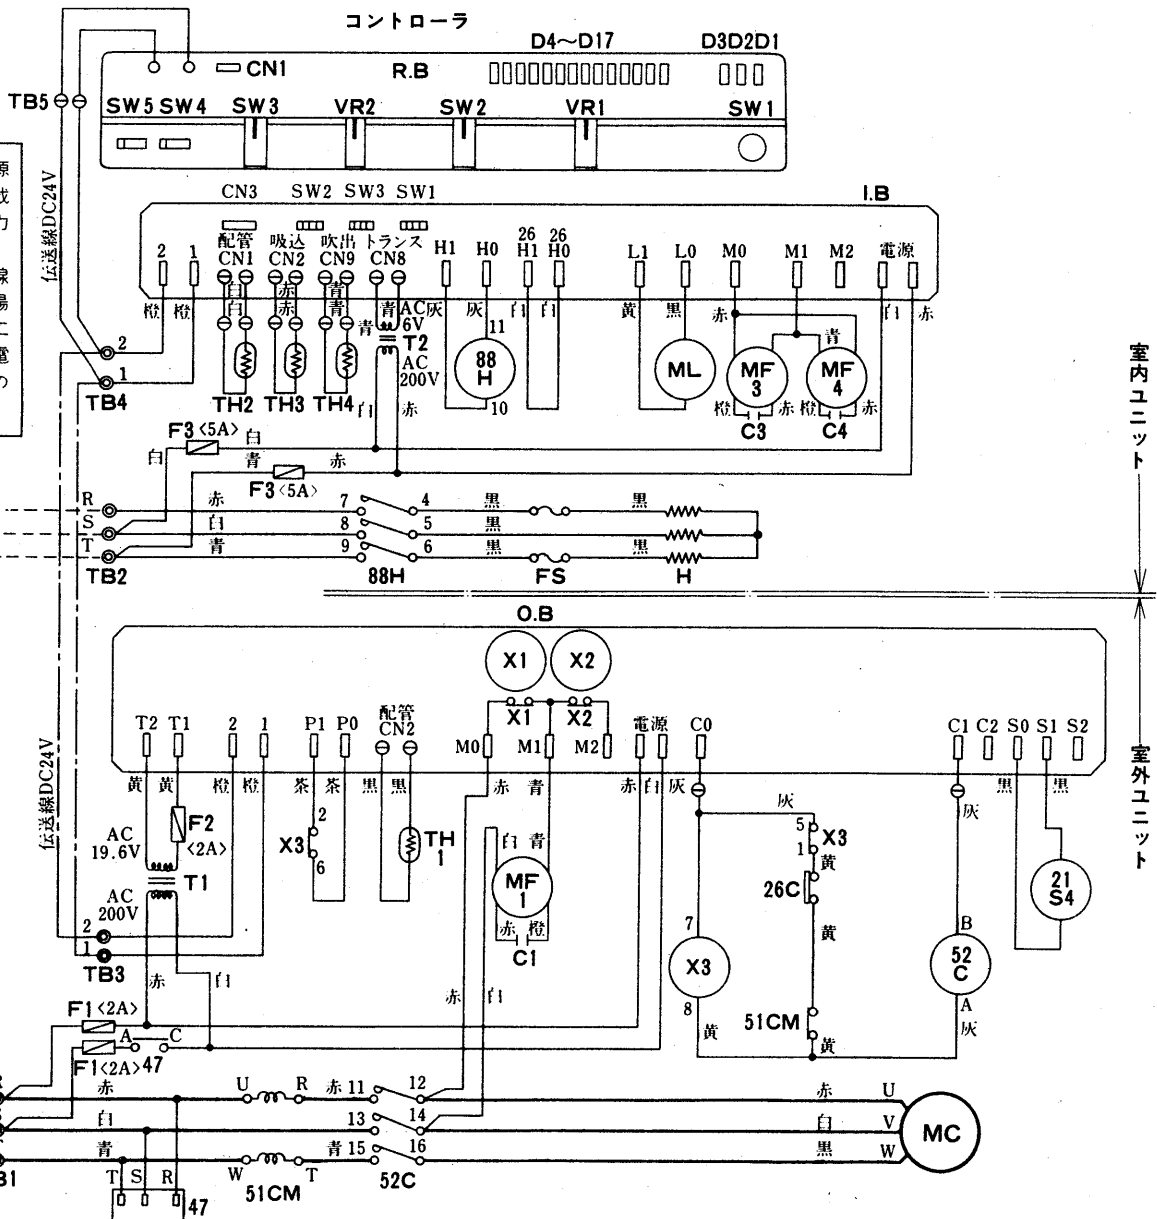 コントローラ
D4～D17 D3D2D1
CN1 R.B
TB5
SW5 SW4 SW3 VR2 SW2 VR1 SW1
伝送線DC24V
CN3 SW2 SW3 SW1 I.B
2 1 配管 吸込 吹出 トランス H1 H0 26 26 L1 L0 M0 M1 M2 電源
CN1 CN2 CN9 CN8 H1 H0
白 赤 青
橙 橙 白 赤 青 青 青 AC 灰 灰 白 白 黄 黒 青 白 赤
6V
T2
11
88
H
10
ML
MF
3
MF
4
2
1
TB4
AC
200V
TH2 TH3 TH4 白 赤
橙 赤 橙 赤
C3 C4
F3<5A> 白
白 青 赤
F3<5A>
室内ユニット
R 赤 7 4 黒 黒
S 白 8 5 黒
T 青 9 6 黒 黒
TB2 88H FS H
O.B
X1 X2
X1 X2
T2 T1 2 1 P1 P0 配管 M0 M1 M2 電源 C0 C1 C2 S0 S1 S2
CN2
黄 黄 橙 橙 茶 茶 黒 黒 赤 青 赤 白 灰 灰 黒 黒
伝送線DC24V
室外ユニット
灰
AC
19.6V
F2
<2A>
2
X3
6
TH
1
白 青
5 X3
1 黄
T1
AC
200V
MF
1
26C
21
S4
黄
2
1
TB3
赤 橙
C1
7
X3
8
B
52
C
A
赤 白 赤 白
51CM
黄 黄 灰
F1<2A>
A C
F1<2A> 47
赤 U R 赤 11 12 赤 U
白 13 14 白 V MC
青 青 15 16 黒 W
W 51CM T 52C
T S R
47